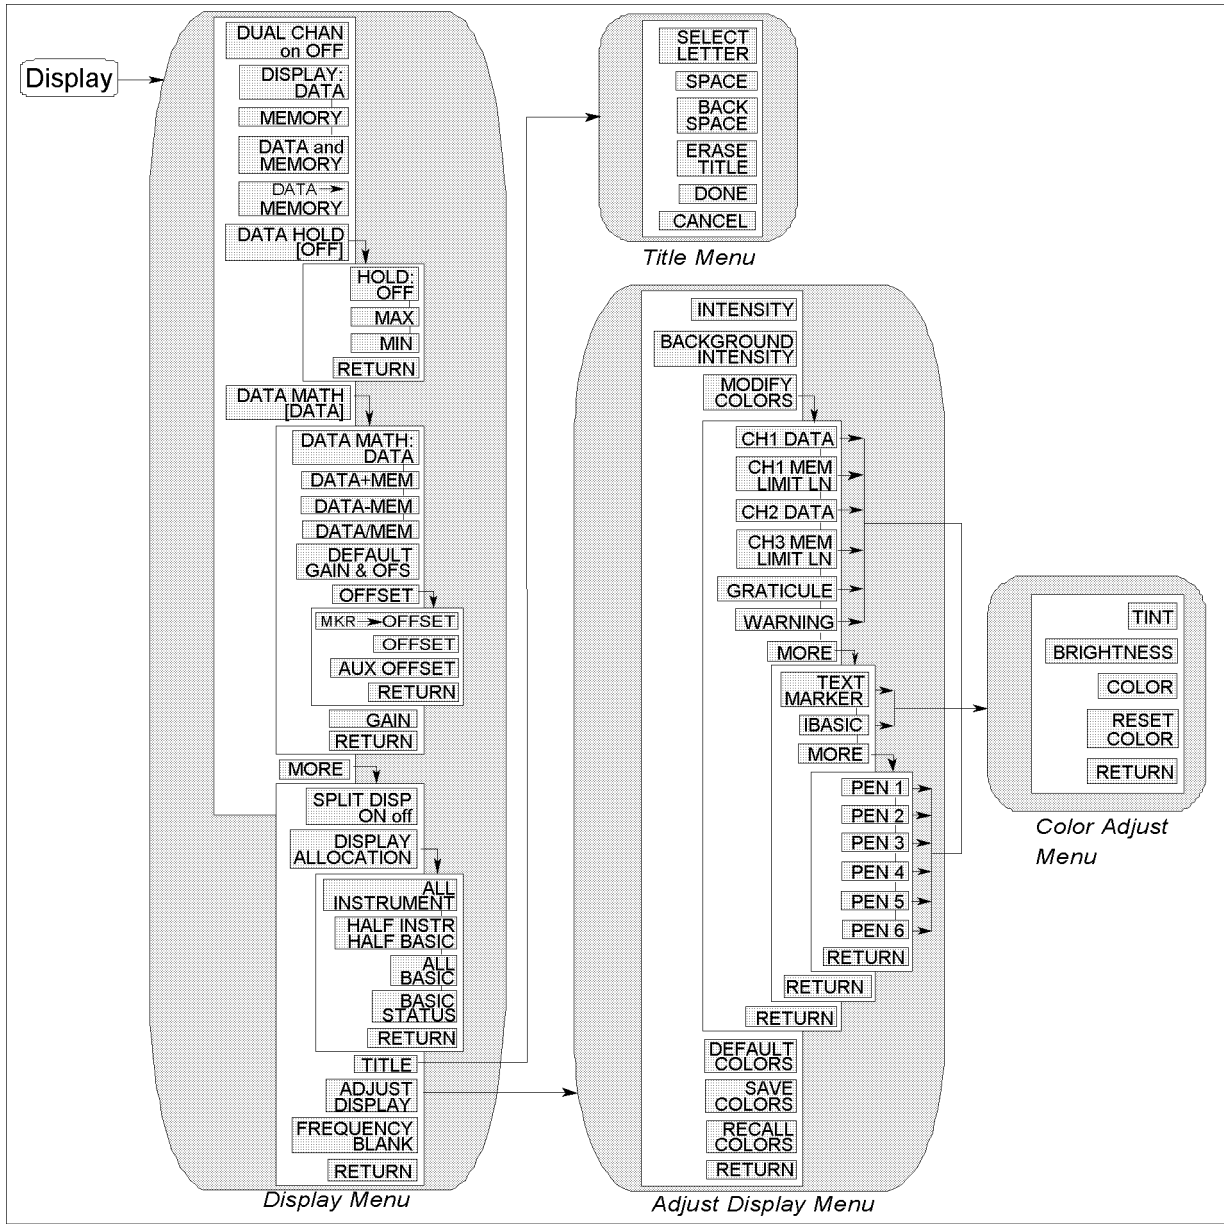 Display
DUAL CHAN
on OFF
DISPLAY:
DATA
MEMORY
DATA and
MEMORY
DATA→
MEMORY
DATA HOLD
[OFF]
HOLD:
OFF
MAX
MIN
RETURN
DATA MATH
[DATA]
DATA MATH:
DATA
DATA+MEM
DATA-MEM
DATA/MEM
DEFAULT
GAIN & OFS
OFFSET
MKR→OFFSET
OFFSET
AUX OFFSET
RETURN
GAIN
RETURN
MORE
SPLIT DISP
ON off
DISPLAY
ALLOCATION
ALL
INSTRUMENT
HALF INSTR
HALF BASIC
ALL
BASIC
BASIC
STATUS
RETURN
TITLE
ADJUST
DISPLAY
FREQUENCY
BLANK
RETURN
Display Menu
SELECT
LETTER
SPACE
BACK
SPACE
ERASE
TITLE
DONE
CANCEL
Title Menu
INTENSITY
BACKGROUND
INTENSITY
MODIFY
COLORS
CH1 DATA
CH1 MEM
LIMIT LN
CH2 DATA
CH3 MEM
LIMIT LN
GRATICULE
WARNING
MORE
TEXT
MARKER
IBASIC
MORE
PEN 1
PEN 2
PEN 3
PEN 4
PEN 5
PEN 6
RETURN
RETURN
RETURN
DEFAULT
COLORS
SAVE
COLORS
RECALL
COLORS
RETURN
Adjust Display Menu
TINT
BRIGHTNESS
COLOR
RESET
COLOR
RETURN
Color Adjust
Menu